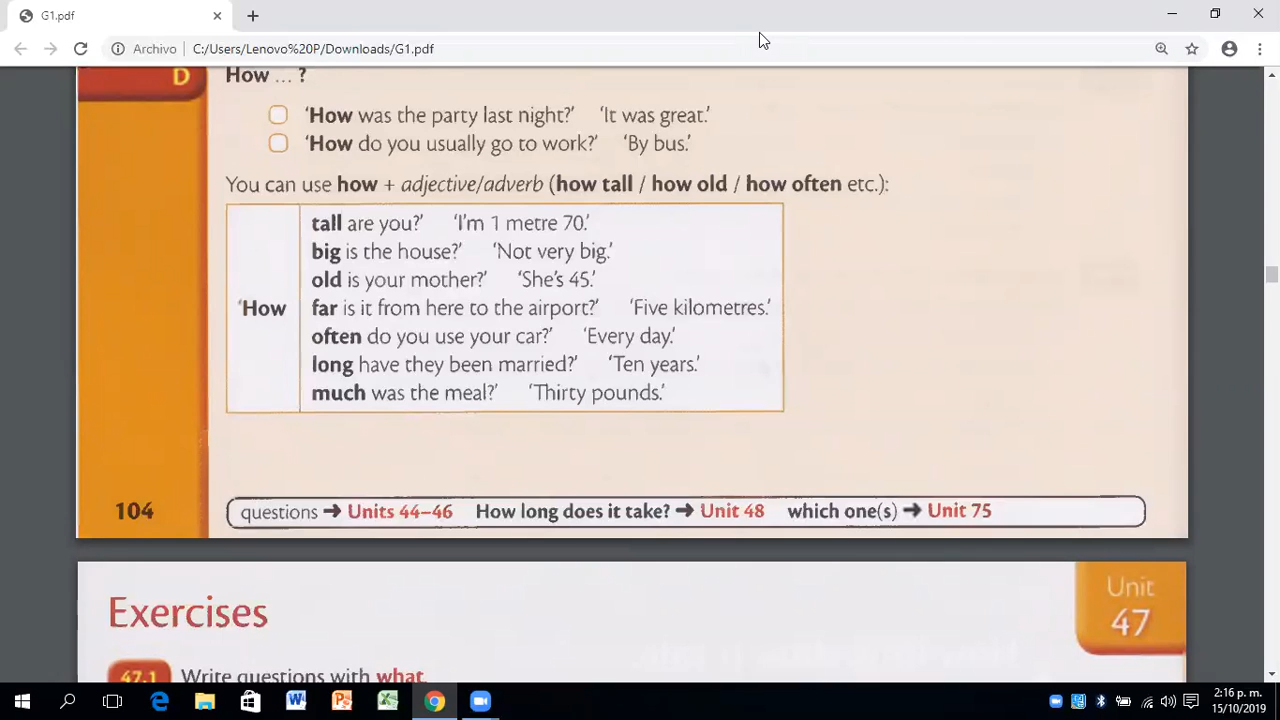 G1.pdf
Archivo C:/Users/Lenovo%20P/Downloads/G1.pdf
D
How ... ?
‘How was the party last night?’ ‘It was great.’
‘How do you usually go to work?’ ‘By bus.’
You can use how + adjective/adverb (how tall / how old / how often etc.):
tall are you?’ ‘I’m 1 metre 70.’
big is the house?’ ‘Not very big.’
old is your mother?’ ‘She’s 45.’
‘How far is it from here to the airport?’ ‘Five kilometres.’
often do you use your car?’ ‘Every day.’
long have they been married?’ ‘Ten years.’
much was the meal?’ ‘Thirty pounds.’
104
questions → Units 44–46 How long does it take? → Unit 48 which one(s) → Unit 75
Exercises
Unit
47
47.1 Write questions with what.
2:16 p. m.
15/10/2019